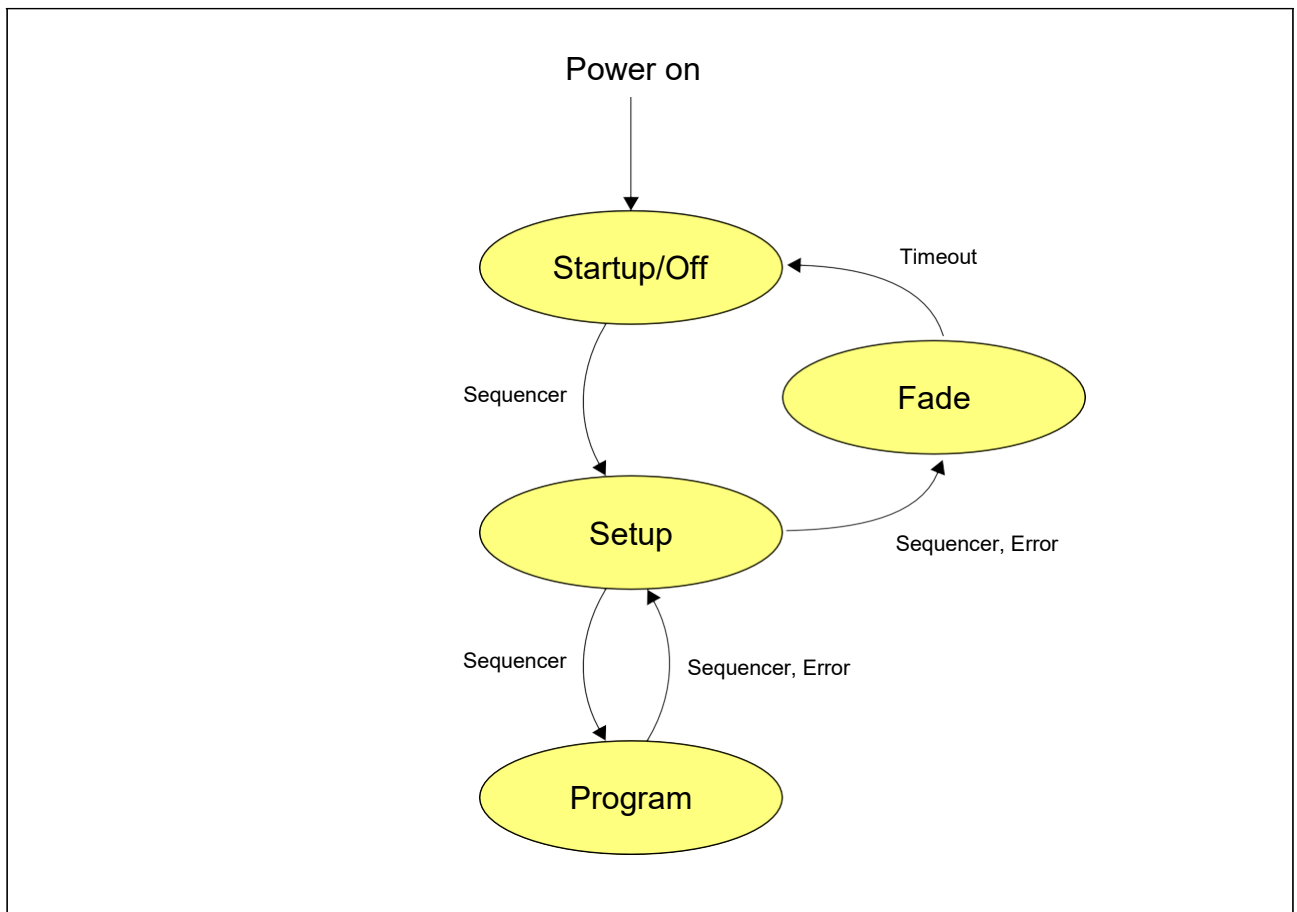 Power on
Startup/Off
Timeout
Sequencer
Fade
Setup
Sequencer, Error
Sequencer
Sequencer, Error
Program